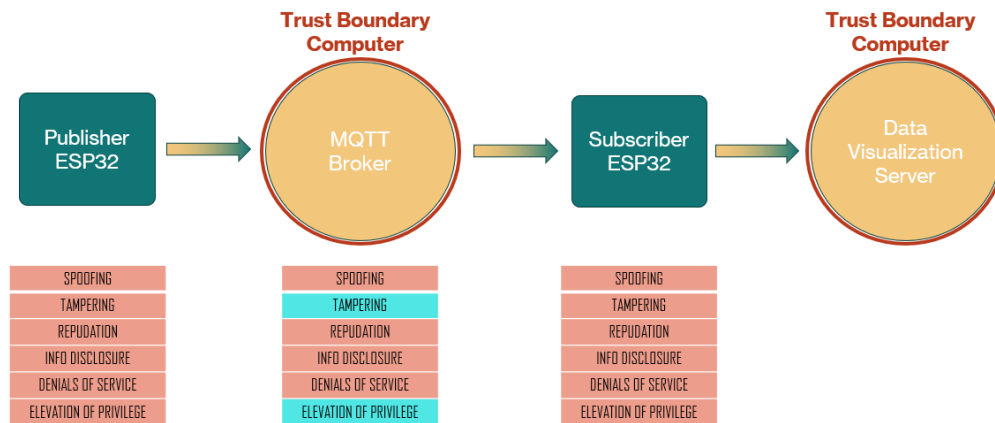 Trust Boundary
Computer
Trust Boundary
Computer
Publisher
ESP32
MQTT
Broker
Subscriber
ESP32
Data
Visualization
Server
SPOOFING
TAMPERING
REPUDATION
INFO DISCLOSURE
DENIALS OF SERVICE
ELEVATION OF PRIVILEGE
SPOOFING
TAMPERING
REPUDATION
INFO DISCLOSURE
DENIALS OF SERVICE
ELEVATION OF PRIVILEGE
SPOOFING
TAMPERING
REPUDATION
INFO DISCLOSURE
DENIALS OF SERVICE
ELEVATION OF PRIVILEGE